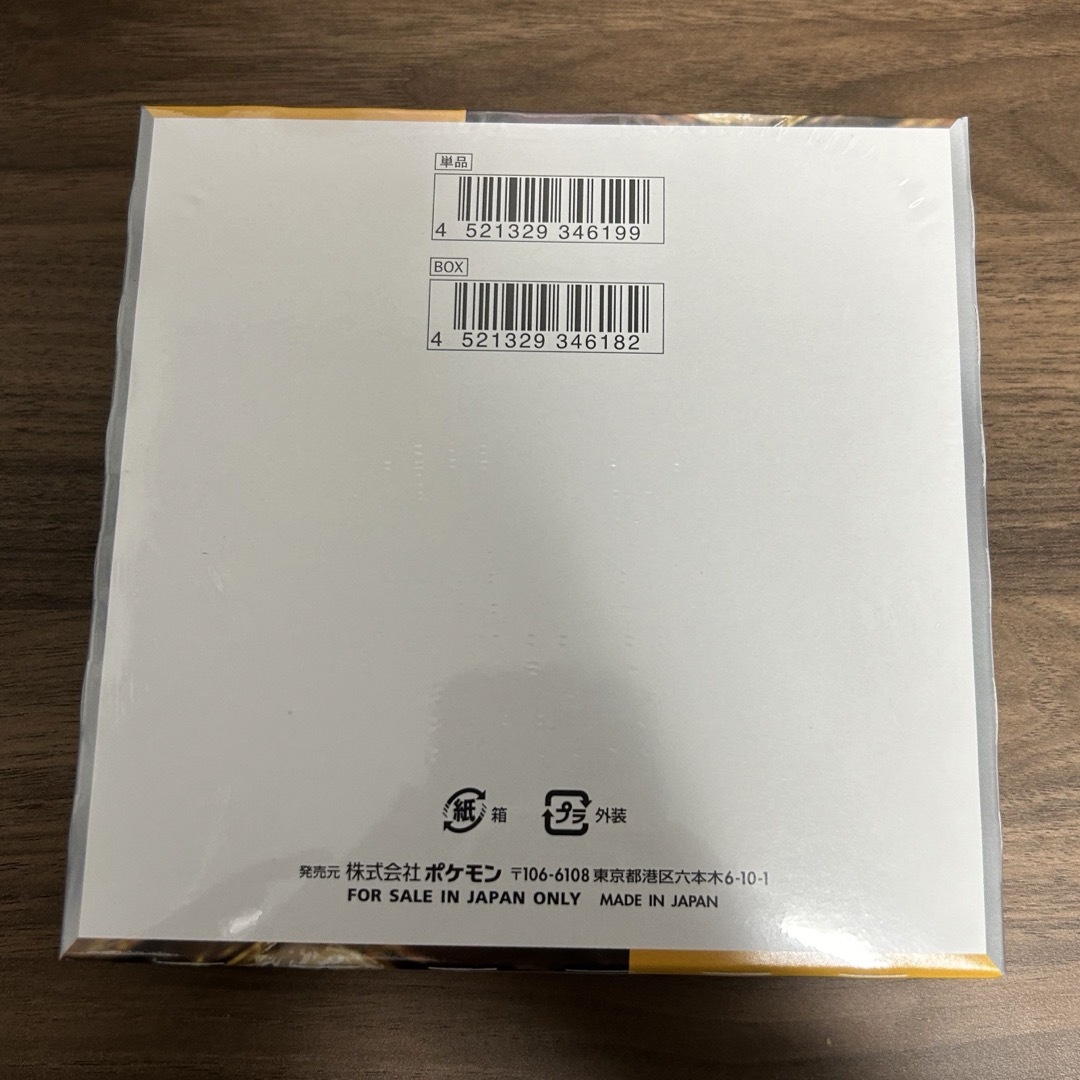 単品
4 521329 346199
BOX
4 521329 346182
紙 箱 プラ 外装
発売元 株式会社 ポケモン 〒106-6108 東京都港区六本木6-10-1
FOR SALE IN JAPAN ONLY MADE IN JAPAN